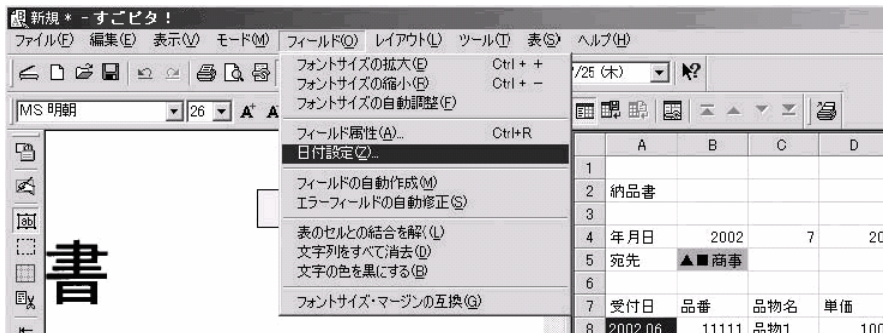 新規 * - すごピタ！
ファイル(F) 編集(E) 表示(V) モード(M) フィールド(O) レイアウト(L) ツール(T) 表(S) ヘルプ(H)
フォントサイズの拡大(E) Ctrl + +
/25 (木)
フォントサイズの縮小(R) Ctrl + −
フォントサイズの自動調整(F)
MS 明朝 26 A A
フィールド属性(A)... Ctrl+R
日付設定(Z)...
フィールドの自動作成(M)
エラーフィールドの自動修正(S)
表のセルとの結合を解く(L)
文字列をすべて消去(D)
文字の色を黒にする(B)
フォントサイズ・マージンの互換(G)
書
A B C D
1
2 納品書
3
4 年月日 2002 7 20
5 宛先 ▲■商事
6
7 受付日 品番 品物名 単価
8 2002.06 11111 品物1 100